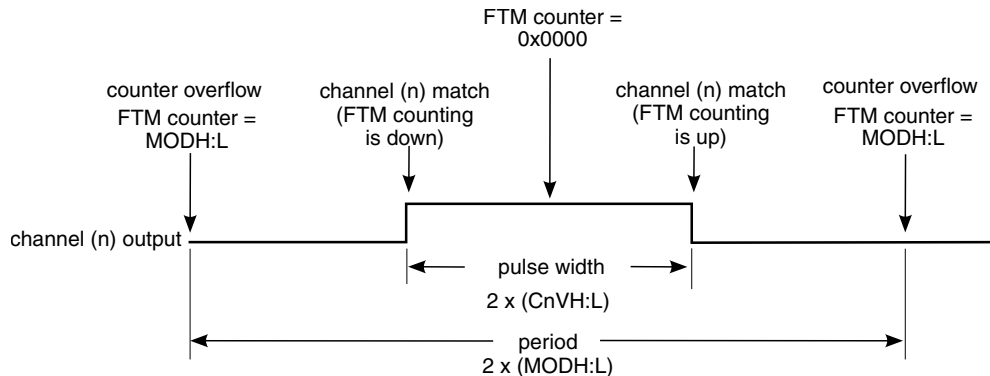 FTM counter =
0x0000
counter overflow
FTM counter =
MODH:L
channel (n) match
(FTM counting
is down)
channel (n) match
(FTM counting
is up)
counter overflow
FTM counter =
MODH:L
channel (n) output
pulse width
2 x (CnVH:L)
period
2 x (MODH:L)